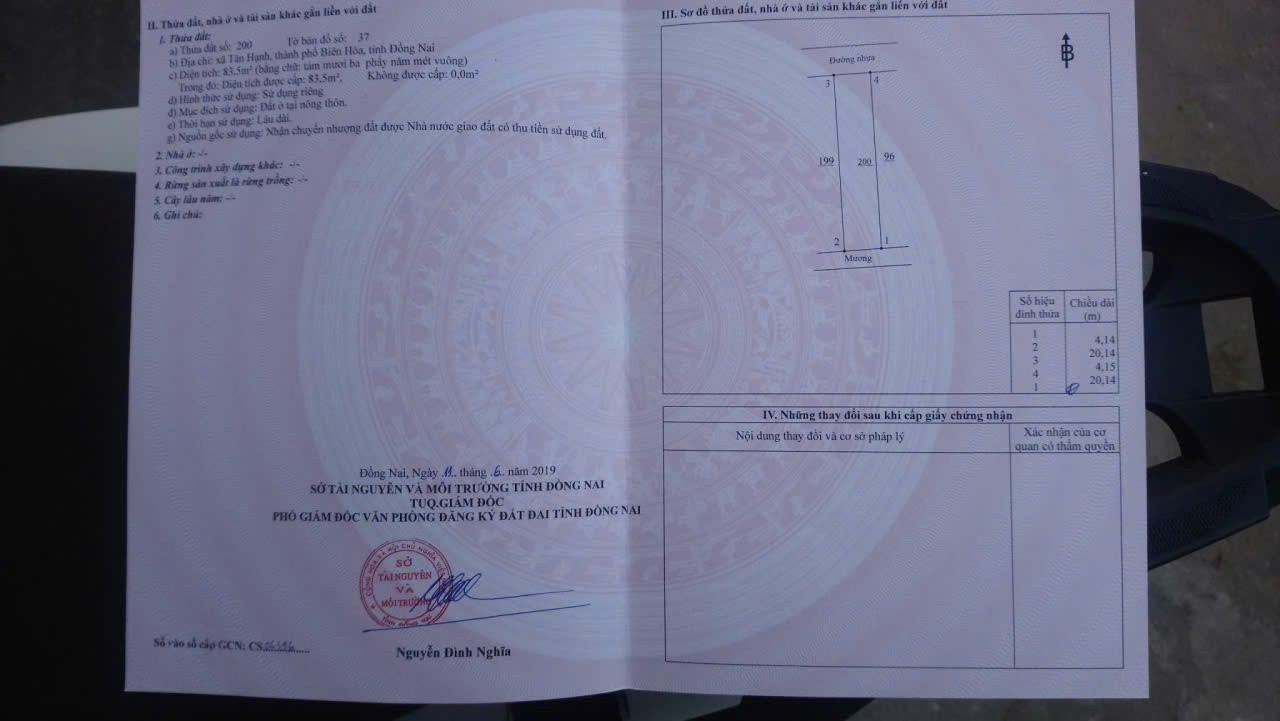 II. Thửa đất, nhà ở và tài sản khác gắn liền với đất
1. Thửa đất:
a) Thửa đất số: 200 Tờ bản đồ số: 37
b) Địa chỉ: xã Tân Hạnh, thành phố Biên Hòa, tỉnh Đồng Nai
c) Diện tích: 83,5m² (bằng chữ: tám mươi ba phẩy năm mét vuông)
Trong đó: Diện tích được cấp: 83,5m², Không được cấp: 0,0m²
d) Hình thức sử dụng: Sử dụng riêng
đ) Mục đích sử dụng: Đất ở tại nông thôn.
e) Thời hạn sử dụng: Lâu dài.
g) Nguồn gốc sử dụng: Nhận chuyển nhượng đất được Nhà nước giao đất có thu tiền sử dụng đất.
2. Nhà ở: -/-
3. Công trình xây dựng khác: -/-
4. Rừng sản xuất là rừng trồng: -/-
5. Cây lâu năm: -/-
6. Ghi chú:
Đồng Nai, Ngày 11 tháng 6 năm 2019
SỞ TÀI NGUYÊN VÀ MÔI TRƯỜNG TỈNH ĐỒNG NAI
TUQ.GIÁM ĐỐC
PHÓ GIÁM ĐỐC VĂN PHÒNG ĐĂNG KÝ ĐẤT ĐAI TỈNH ĐỒNG NAI
SỞ
TÀI NGUYÊN
VÀ
MÔI TRƯỜNG
TỈNH ĐỒNG NAI
Nguyễn Đình Nghĩa
Số vào sổ cấp GCN: CS
III. Sơ đồ thửa đất, nhà ở và tài sản khác gắn liền với đất
B
Đường nhựa
3 4
199 200 96
2 1
Mương
Số hiệu đỉnh thửa Chiều dài (m)
1
4,14
2
20,14
3
4,15
4
20,14
1
IV. Những thay đổi sau khi cấp giấy chứng nhận
Nội dung thay đổi và cơ sở pháp lý
Xác nhận của cơ
quan có thẩm quyền